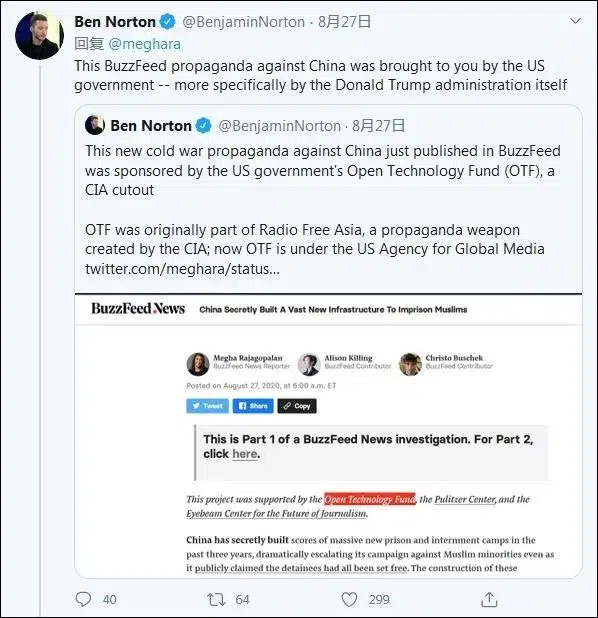 Ben Norton @BenjaminNorton · 8月27日
回复 @meghara
This BuzzFeed propaganda against China was brought to you by the US
government -- more specifically by the Donald Trump administration itself
Ben Norton @BenjaminNorton · 8月27日
This new cold war propaganda against China just published in BuzzFeed
was sponsored by the US government's Open Technology Fund (OTF), a
CIA cutout
OTF was originally part of Radio Free Asia, a propaganda weapon
created by the CIA; now OTF is under the US Agency for Global Media
twitter.com/meghara/status...
BuzzFeed News China Secretly Built A Vast New Infrastructure To Imprison Muslims
Megha Rajagopalan Alison Killing Christo Buschek
BuzzFeed News Reporter BuzzFeed Contributor BuzzFeed Contributor
Posted on August 27, 2020, at 6:00 a.m. ET
Tweet Share Copy
This is Part 1 of a BuzzFeed News investigation. For Part 2,
click here.
This project was supported by the Open Technology Fund, the Pulitzer Center, and the
Eyebeam Center for the Future of Journalism.
China has secretly built scores of massive new prison and internment camps in the
past three years, dramatically escalating its campaign against Muslim minorities even as
it publicly claimed the detainees had all been set free. The construction of these
40 64 299